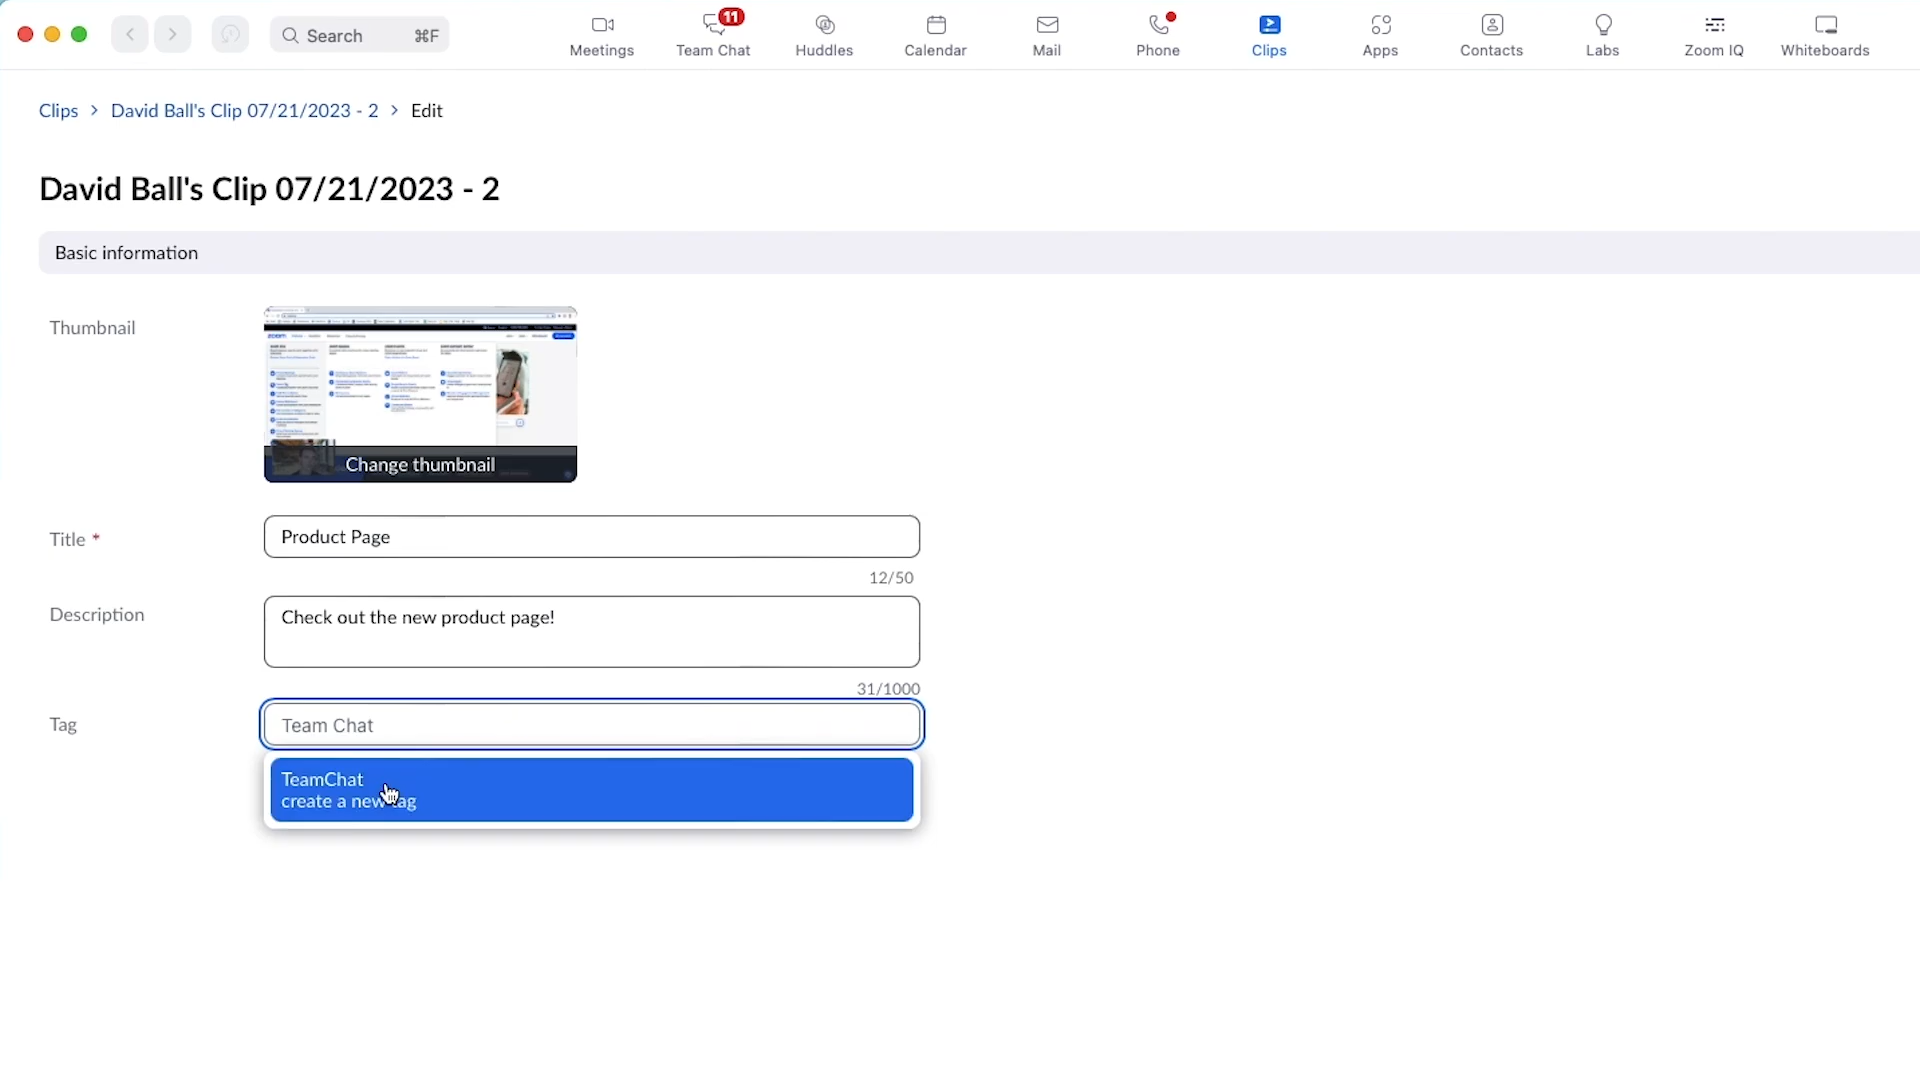 Search ⌘F
Meetings
11
Team Chat
Huddles
Calendar
Mail
Phone
Clips
Apps
Contacts
Labs
Zoom IQ
Whiteboards
Clips > David Ball's Clip 07/21/2023 - 2 > Edit
David Ball's Clip 07/21/2023 - 2
Basic information
Thumbnail
zoom
Change thumbnail
Title *
Product Page
12/50
Description
Check out the new product page!
31/1000
Tag
Team Chat
TeamChat
create a new tag